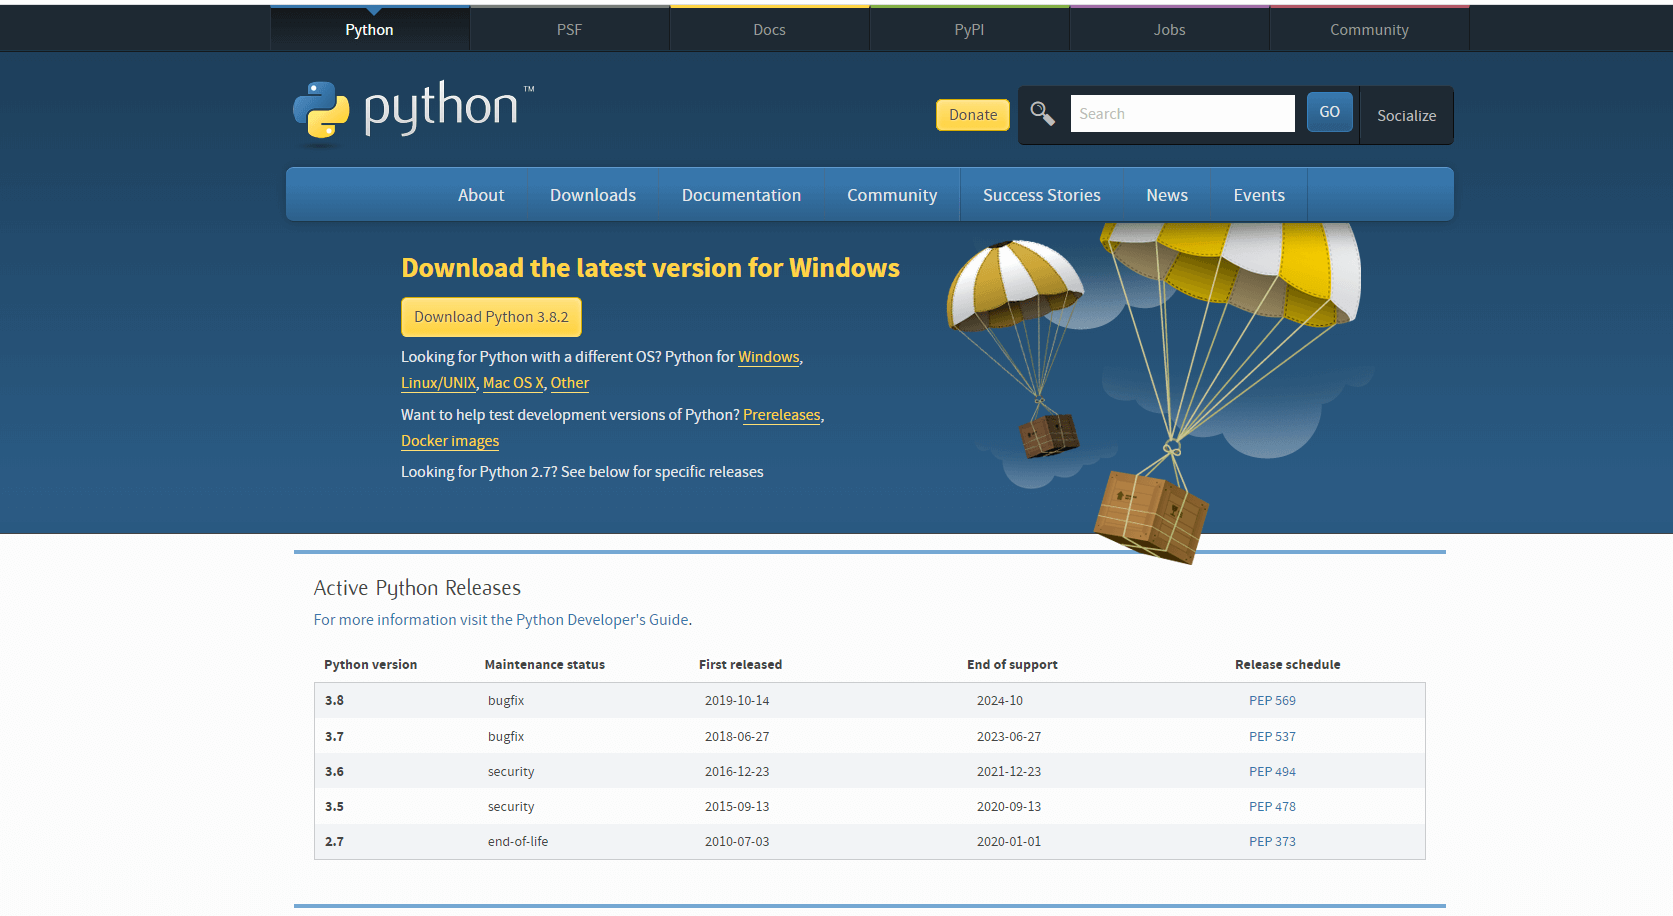 Python PSF Docs PyPI Jobs Community
python™
Donate Search GO Socialize
About Downloads Documentation Community Success Stories News Events
Download the latest version for Windows
Download Python 3.8.2
Looking for Python with a different OS? Python for Windows,
Linux/UNIX, Mac OS X, Other
Want to help test development versions of Python? Prereleases,
Docker images
Looking for Python 2.7? See below for specific releases
Active Python Releases
For more information visit the Python Developer's Guide.
Python version Maintenance status First released End of support Release schedule
3.8 bugfix 2019-10-14 2024-10 PEP 569
3.7 bugfix 2018-06-27 2023-06-27 PEP 537
3.6 security 2016-12-23 2021-12-23 PEP 494
3.5 security 2015-09-13 2020-09-13 PEP 478
2.7 end-of-life 2010-07-03 2020-01-01 PEP 373